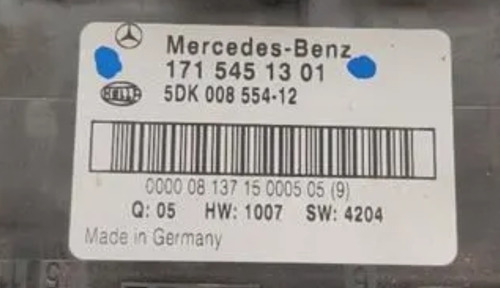 Mercedes-Benz
171 545 13 01
HELLA
5DK 008 554-12
0000 08 137 15 0005 05 (9)
Q: 05 HW: 1007 SW: 4204
Made in Germany